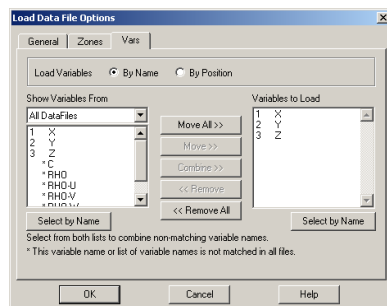 Load Data File Options
General Zones Vars
Load Variables By Name By Position
Show Variables From
All DataFiles
1 X
2 Y
3 Z
* C
* RHO
* RHO-U
* RHO-V
* RHO-W
Select by Name
Move All >>
Move >>
Combine >>
<< Remove
<< Remove All
Variables to Load
1 X
2 Y
3 Z
Select by Name
Select from both lists to combine non-matching variable names.
* This variable name or list of variable names is not matched in all files.
OK Cancel Help